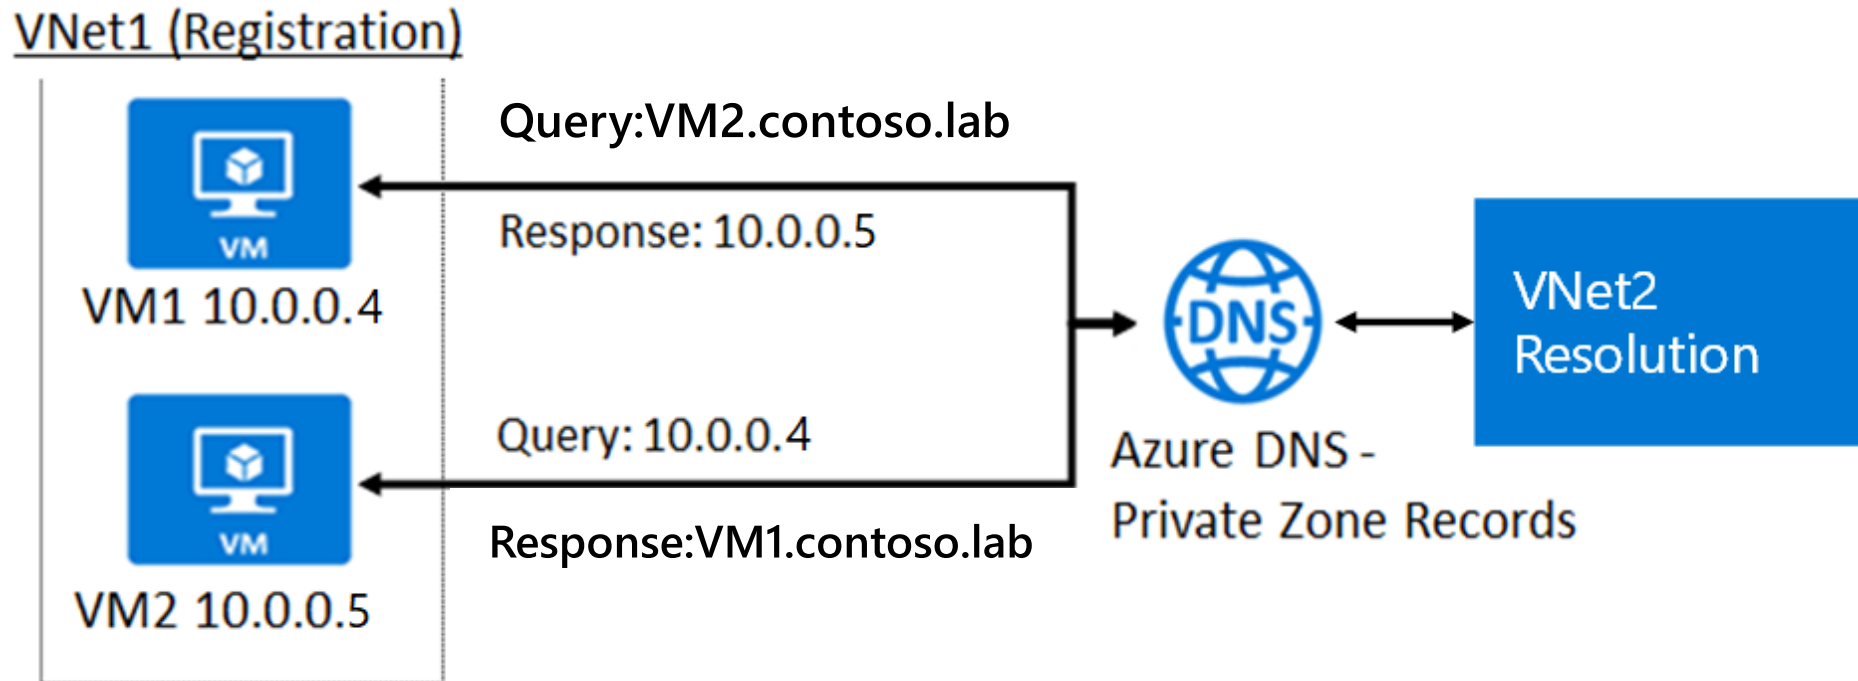 VNet1 (Registration)
VM
VM1 10.0.0.4
VM
VM2 10.0.0.5
Query:VM2.contoso.lab
Response: 10.0.0.5
Query: 10.0.0.4
Response:VM1.contoso.lab
DNS
Azure DNS -
Private Zone Records
VNet2
Resolution